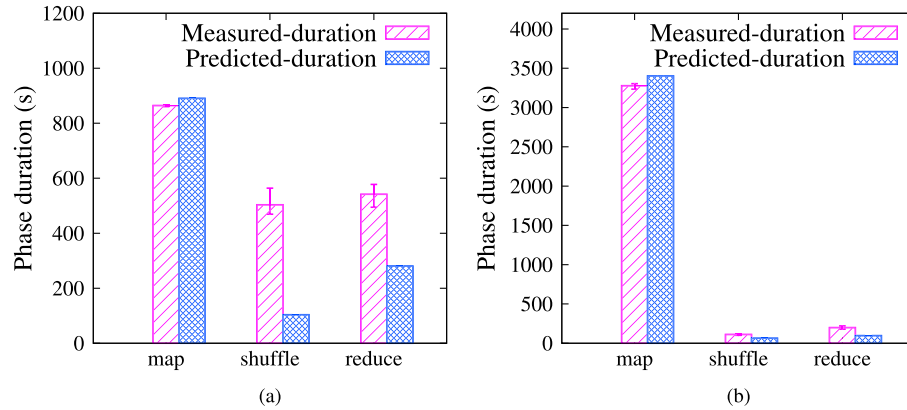 Phase duration (s)
1200
1000
800
600
400
200
0
Measured-duration
Predicted-duration
map shuffle reduce
(a)
Phase duration (s)
4000
3500
3000
2500
2000
1500
1000
500
0
Measured-duration
Predicted-duration
map shuffle reduce
(b)